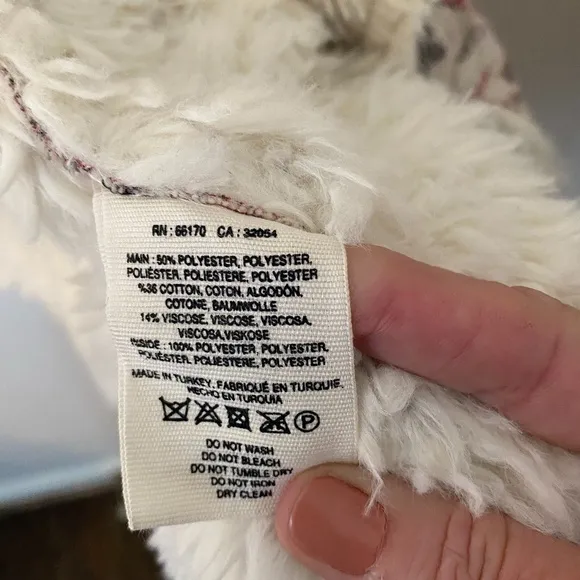 RN : 66170 CA : 32054
MAIN : 50% POLYESTER, POLYESTER,
POLIÉSTER, POLIESTERE, POLYESTER
%36 COTTON, COTON, ALGODÓN,
COTONE, BAUMWOLLE
14% VISCOSE, VISCOSE, VISCOSA,
VISCOSA,VISKOSE
INSIDE : 100% POLYESTER, POLYESTER,
POLIÉSTER, POLIESTERE, POLYESTER
MADE IN TURKEY, FABRIQUÉ EN TURQUIE,
HECHO EN TURQUIA
P
DO NOT WASH
DO NOT BLEACH
DO NOT TUMBLE DRY
DO NOT IRON
DRY CLEAN